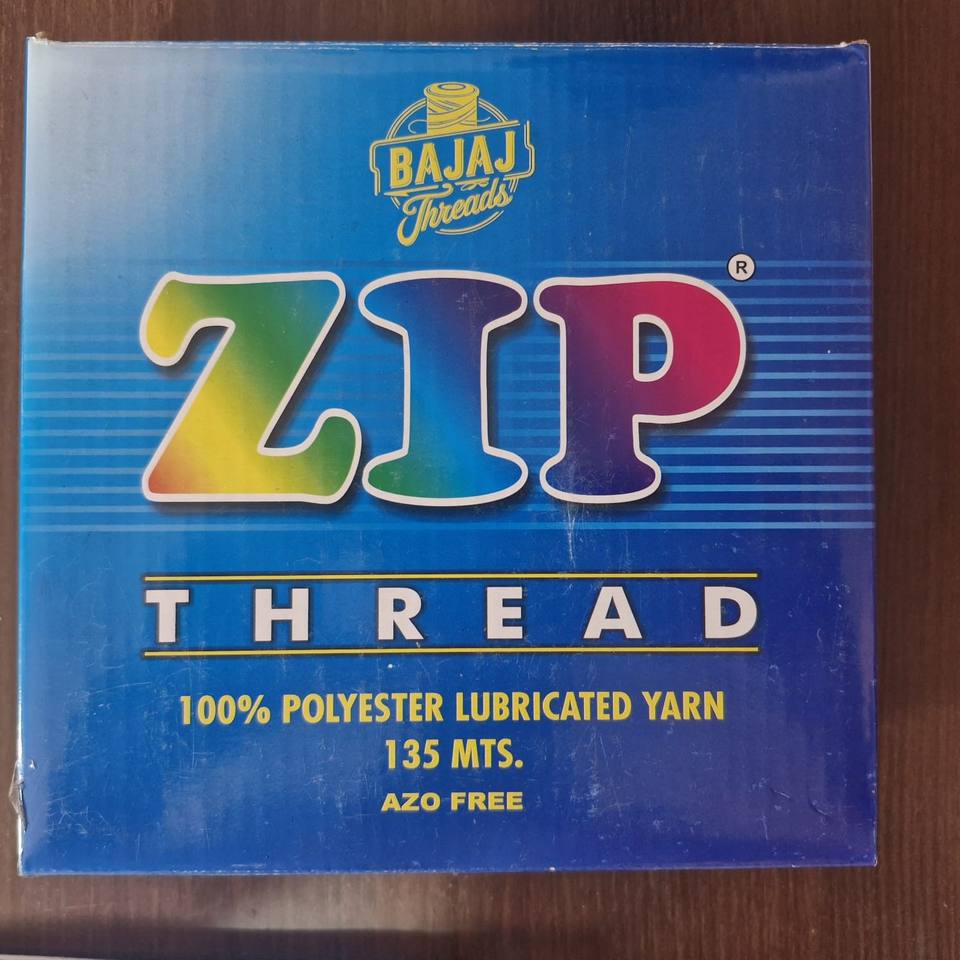 BAJAJ
Threads
ZIP ®
THREAD
100% POLYESTER LUBRICATED YARN
135 MTS.
AZO FREE